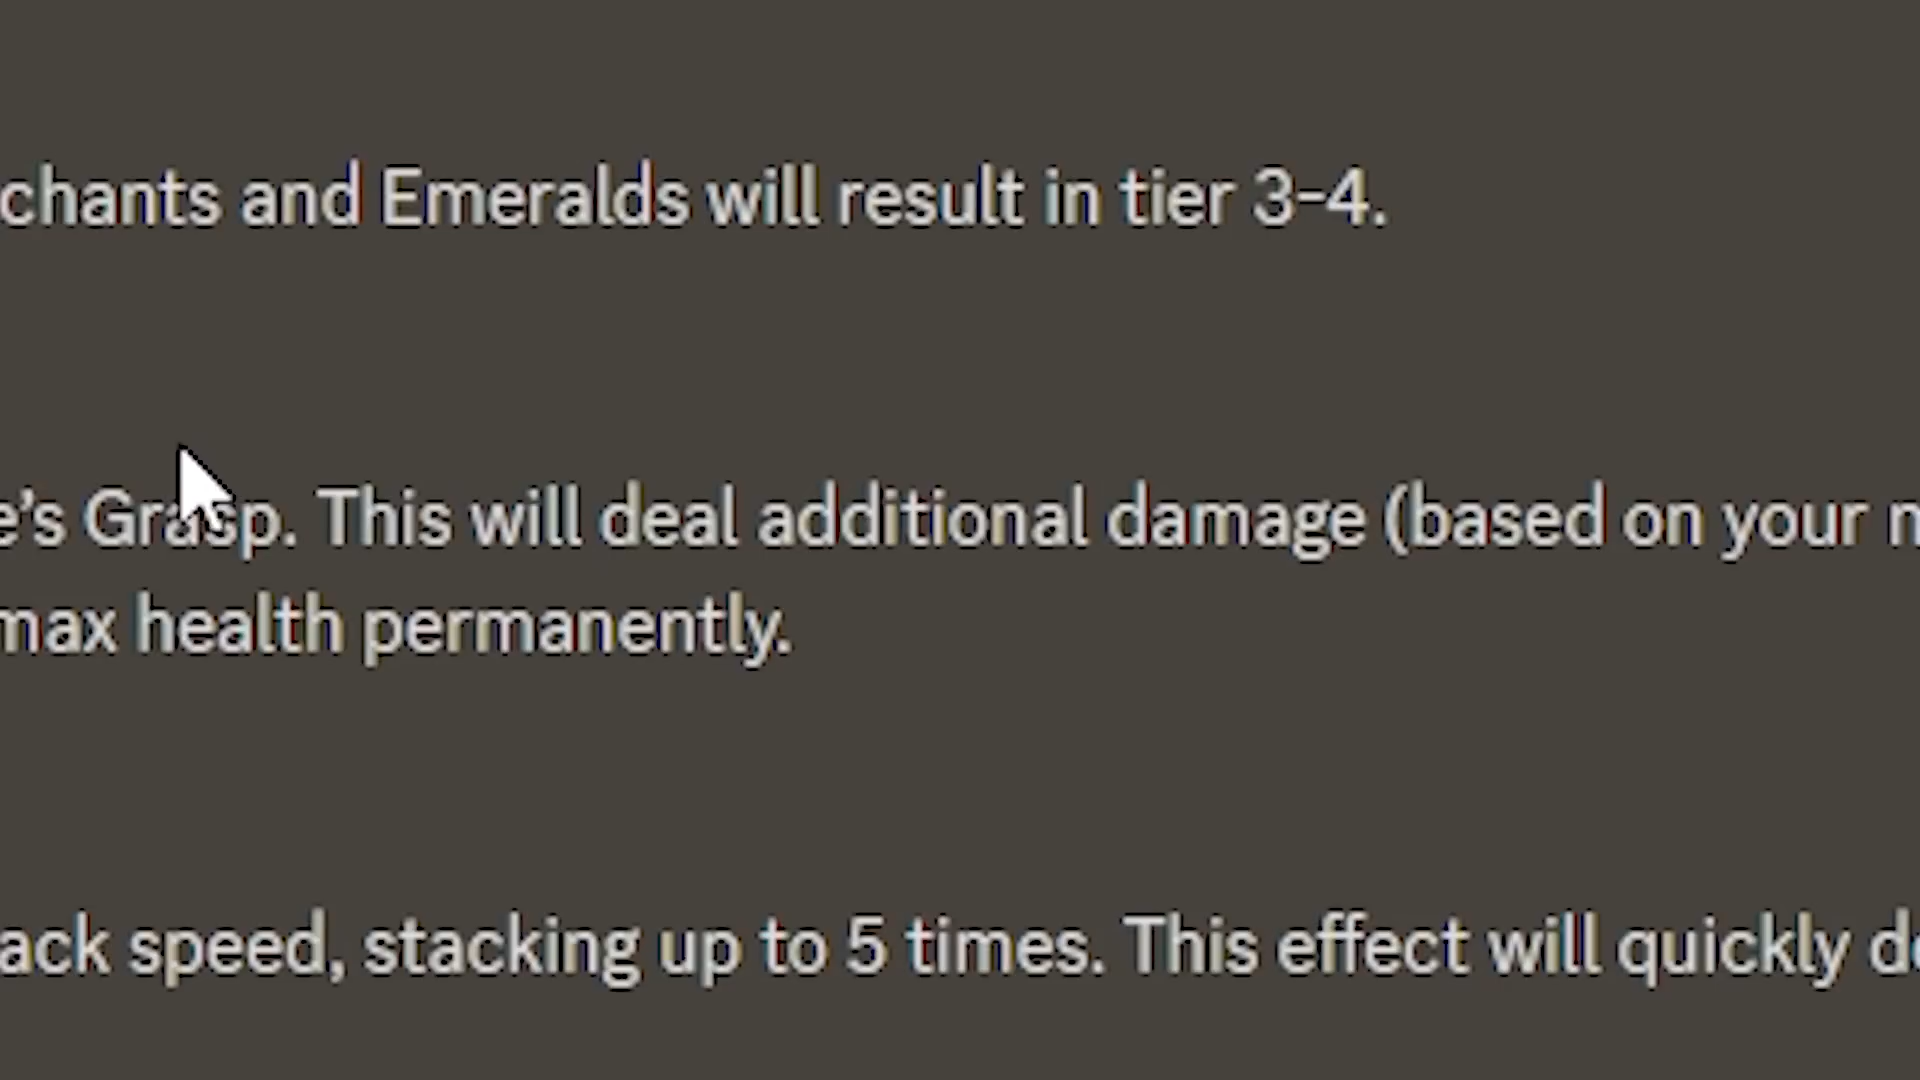 chants and Emeralds will result in tier 3-4.
e’s Grasp. This will deal additional damage (based on your
max health permanently.
ack speed, stacking up to 5 times. This effect will quickly